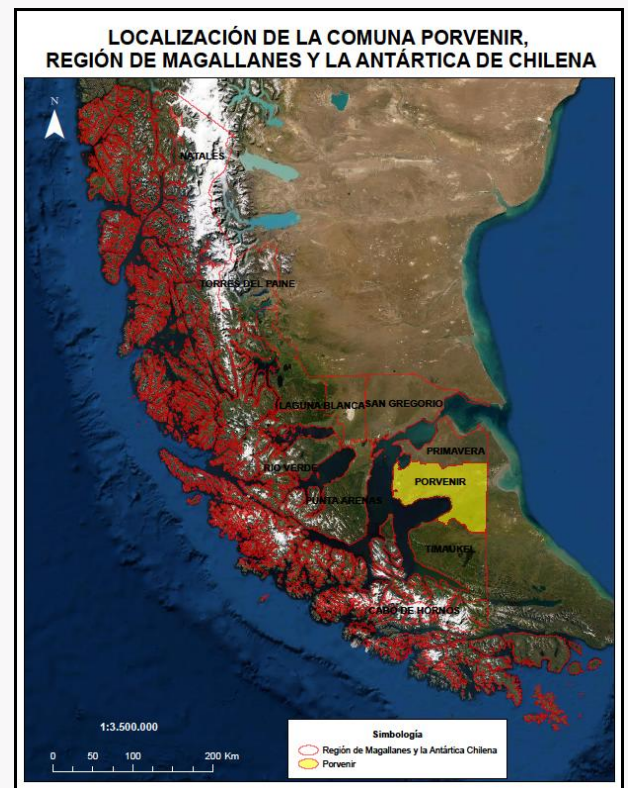 LOCALIZACIÓN DE LA COMUNA PORVENIR,
REGIÓN DE MAGALLANES Y LA ANTÁRTICA DE CHILENA
N
NATALES
TORRES DEL PAINE
LAGUNA BLANCA
SAN GREGORIO
PRIMAVERA
RIO VERDE
PORVENIR
PUNTA ARENAS
TIMAUKEL
CABO DE HORNOS
1:3.500.000
0 50 100 200 Km
Simbología
Región de Magallanes y la Antártica Chilena
Porvenir